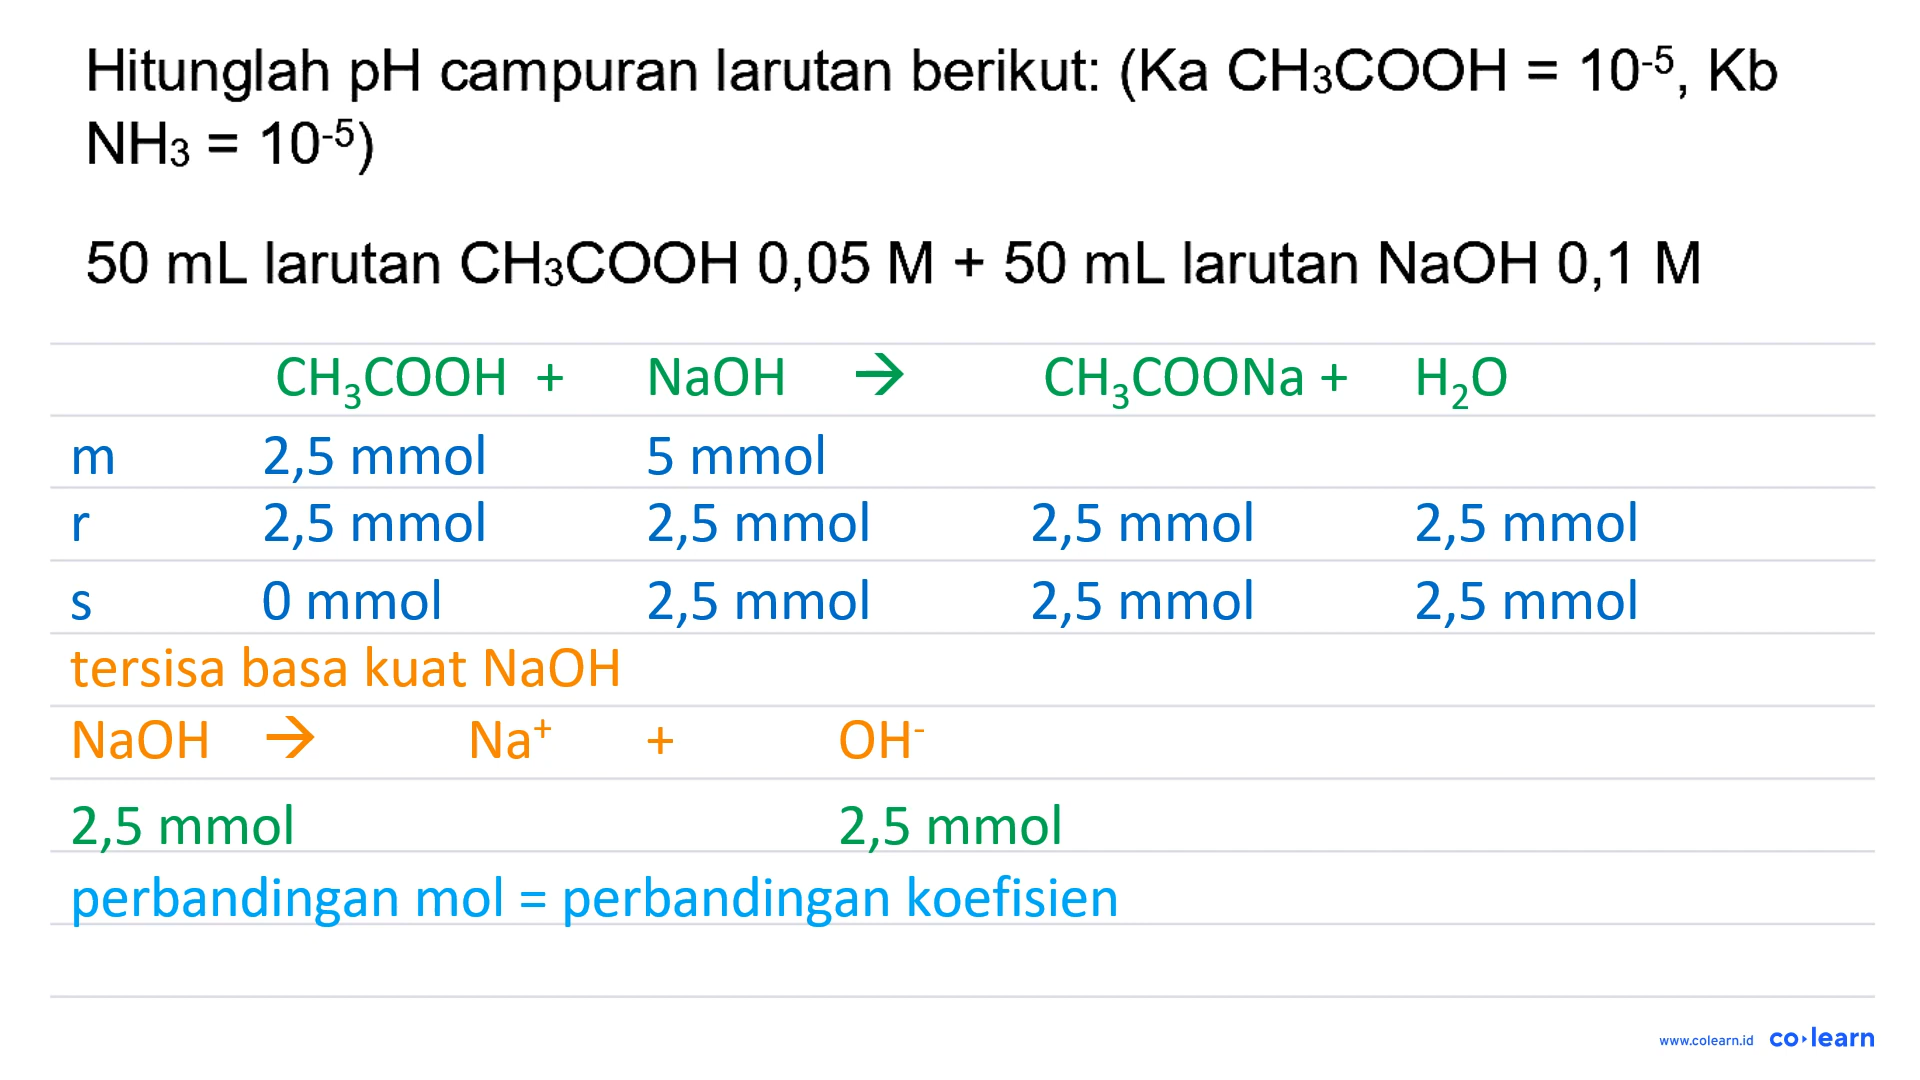 Hitunglah pH campuran larutan berikut: (Ka CH₃COOH = 10⁻⁵, Kb
NH₃ = 10⁻⁵)
50 mL larutan CH₃COOH 0,05 M + 50 mL larutan NaOH 0,1 M
CH₃COOH + NaOH → CH₃COONa + H₂O
m 2,5 mmol 5 mmol
r 2,5 mmol 2,5 mmol 2,5 mmol 2,5 mmol
s 0 mmol 2,5 mmol 2,5 mmol 2,5 mmol
tersisa basa kuat NaOH
NaOH → Na⁺ + OH⁻
2,5 mmol 2,5 mmol
perbandingan mol = perbandingan koefisien
www.colearn.id co‣learn